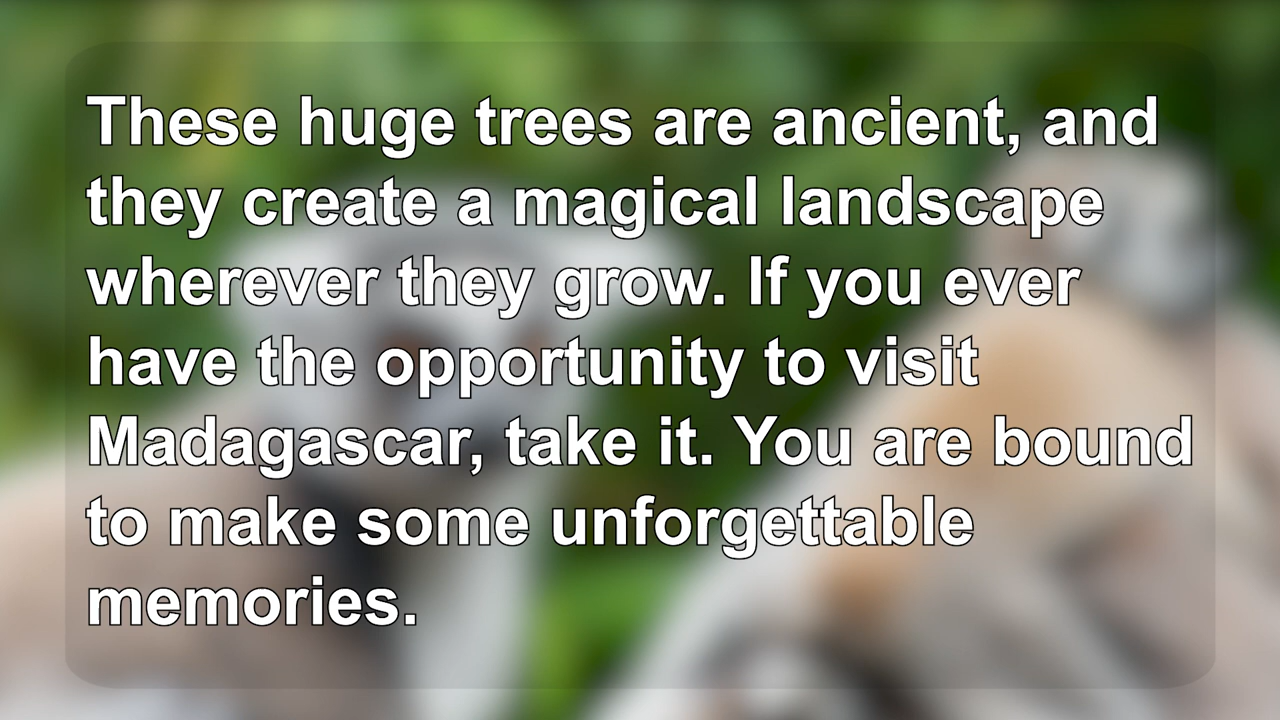 These huge trees are ancient, and
they create a magical landscape
wherever they grow. If you ever
have the opportunity to visit
Madagascar, take it. You are bound
to make some unforgettable
memories.